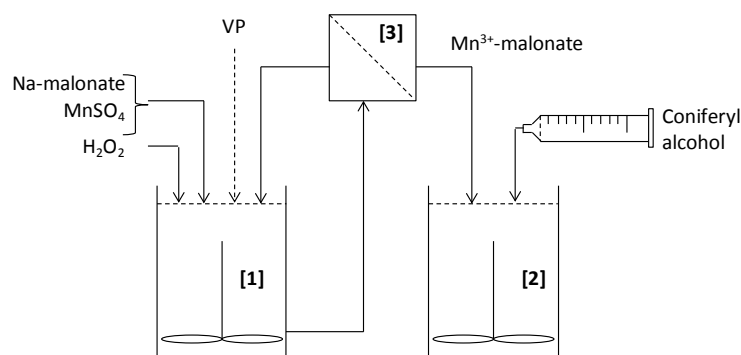 VP
[3]
Mn³⁺-malonate
Na-malonate
MnSO₄
H₂O₂
Coniferyl
alcohol
[1]
[2]